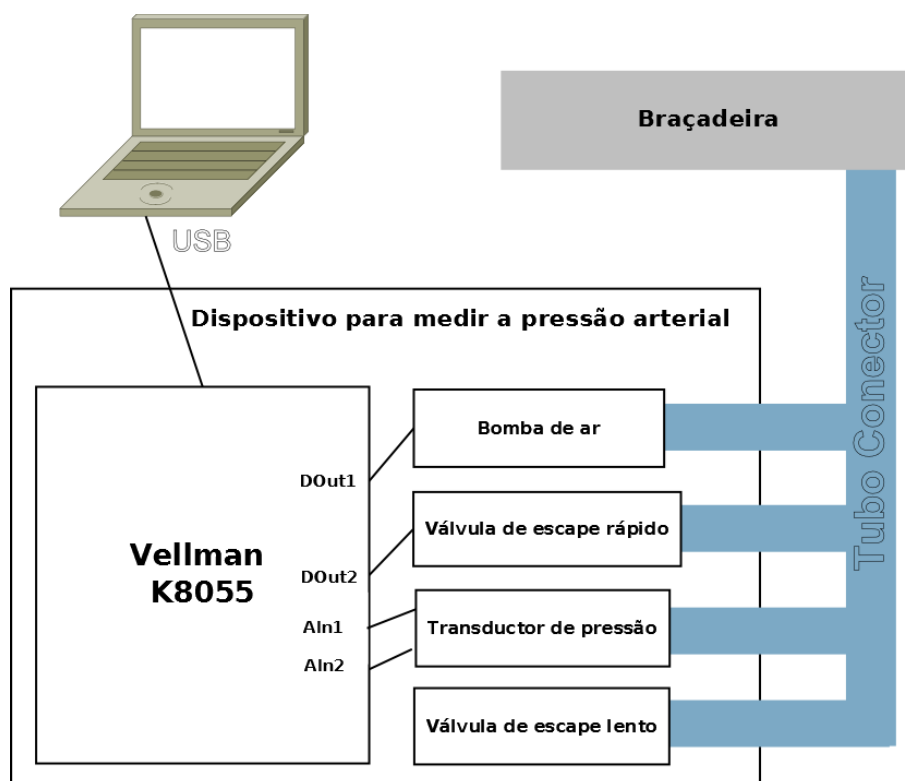 Braçadeira
USB
Tubo Conector
Dispositivo para medir a pressão arterial
Vellman
K8055
DOut1
DOut2
AIn1
AIn2
Bomba de ar
Válvula de escape rápido
Transductor de pressão
Válvula de escape lento